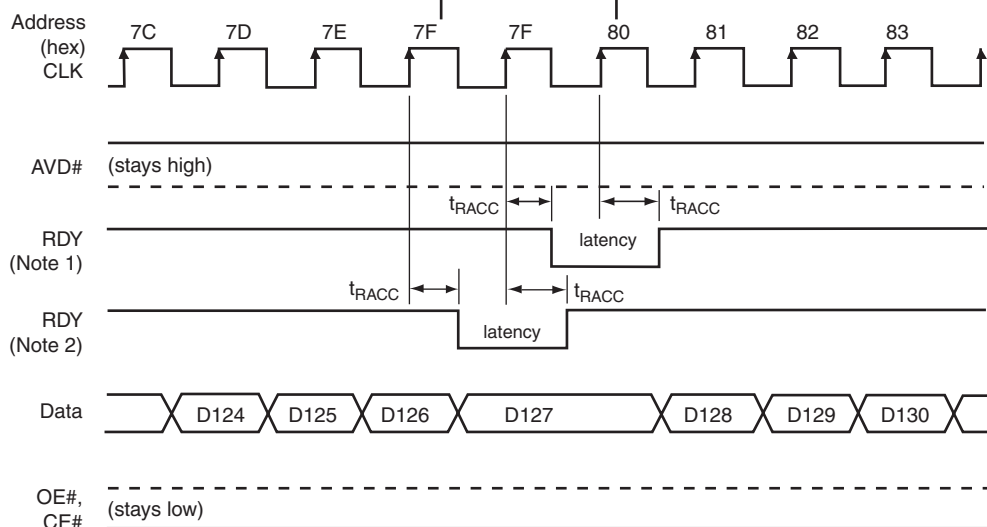 Address
(hex)
CLK
7C 7D 7E 7F 7F 80 81 82 83
AVD# (stays high)
tRACC tRACC
RDY
(Note 1)
latency
tRACC tRACC
RDY
(Note 2)
latency
Data D124 D125 D126 D127 D128 D129 D130
OE#,
CE#
(stays low)